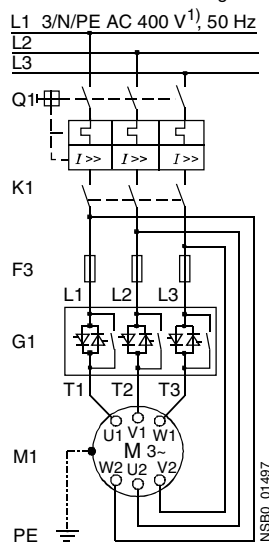 L1 3/N/PE AC 400 V1), 50 Hz
L2
L3
Q1
I>> I>> I>>
K1
F3
L1 L2 L3
G1
T1 T2 T3
U1 V1 W1
M1 M 3~
W2 U2 V2
PE
NSB0_01497